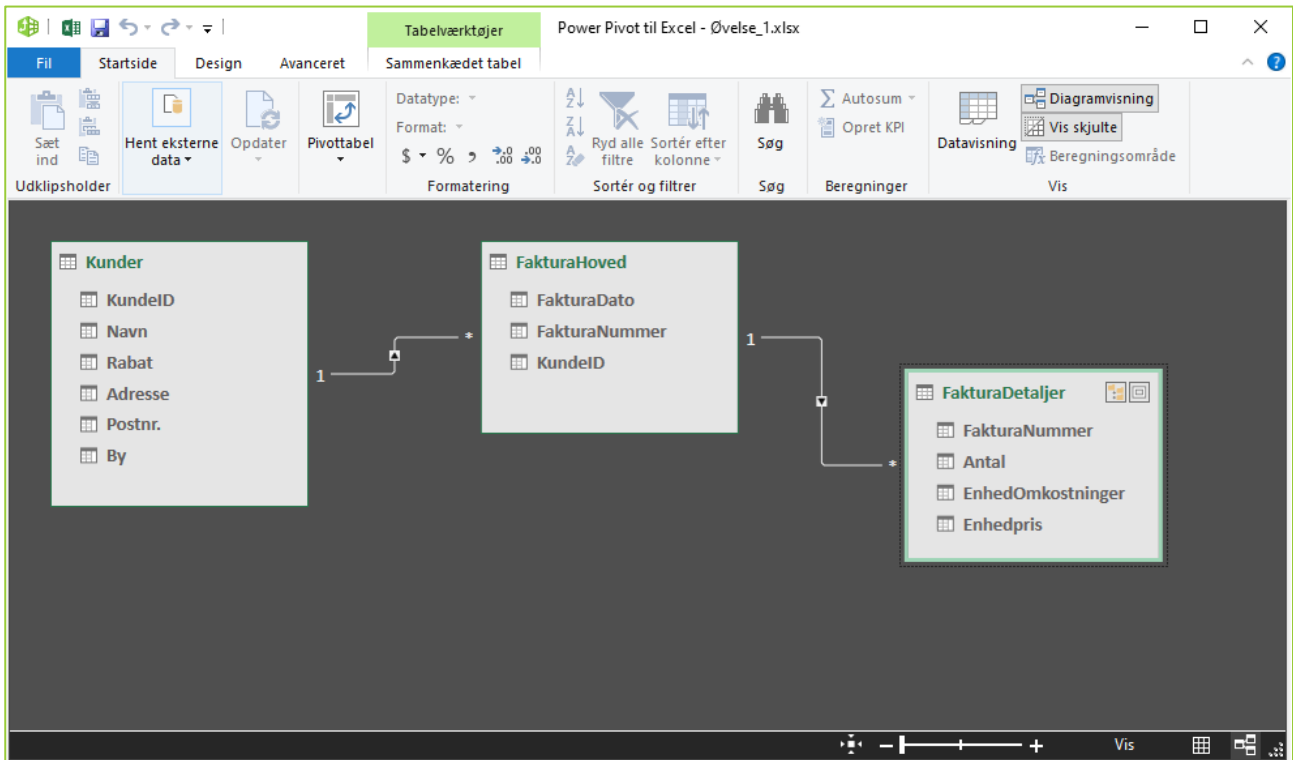 Tabelværktøjer
Power Pivot til Excel - Øvelse_1.xlsx
Fil
Startside
Design
Avanceret
Sammenkædet tabel
Sæt
ind
Udklipsholder
Hent eksterne
data
Opdater
Pivottabel
Datatype:
Format:
$ % 9 .00 .00
Formatering
Ryd alle
filtre
Sortér efter
kolonne
Sortér og filtrer
Søg
Søg
Autosum
Opret KPI
Beregninger
Datavisning
Diagramvisning
Vis skjulte
Beregningsområde
Vis
Kunder
KundeID
Navn
Rabat
Adresse
Postnr.
By
1
*
FakturaHoved
FakturaDato
FakturaNummer
KundeID
1
*
FakturaDetaljer
FakturaNummer
Antal
EnhedOmkostninger
Enhedpris
Vis